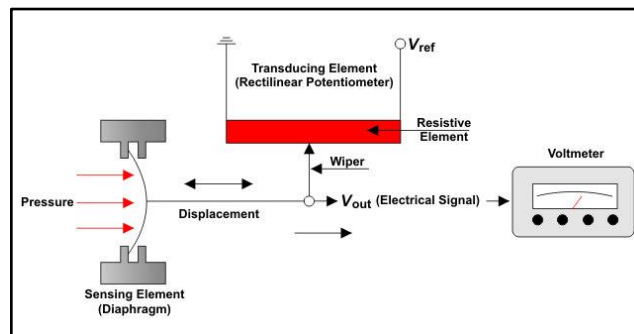 Vref
Transducing Element
(Rectilinear Potentiometer)
Resistive
Element
Wiper
Voltmeter
Pressure
Displacement
Vout (Electrical Signal)
Sensing Element
(Diaphragm)